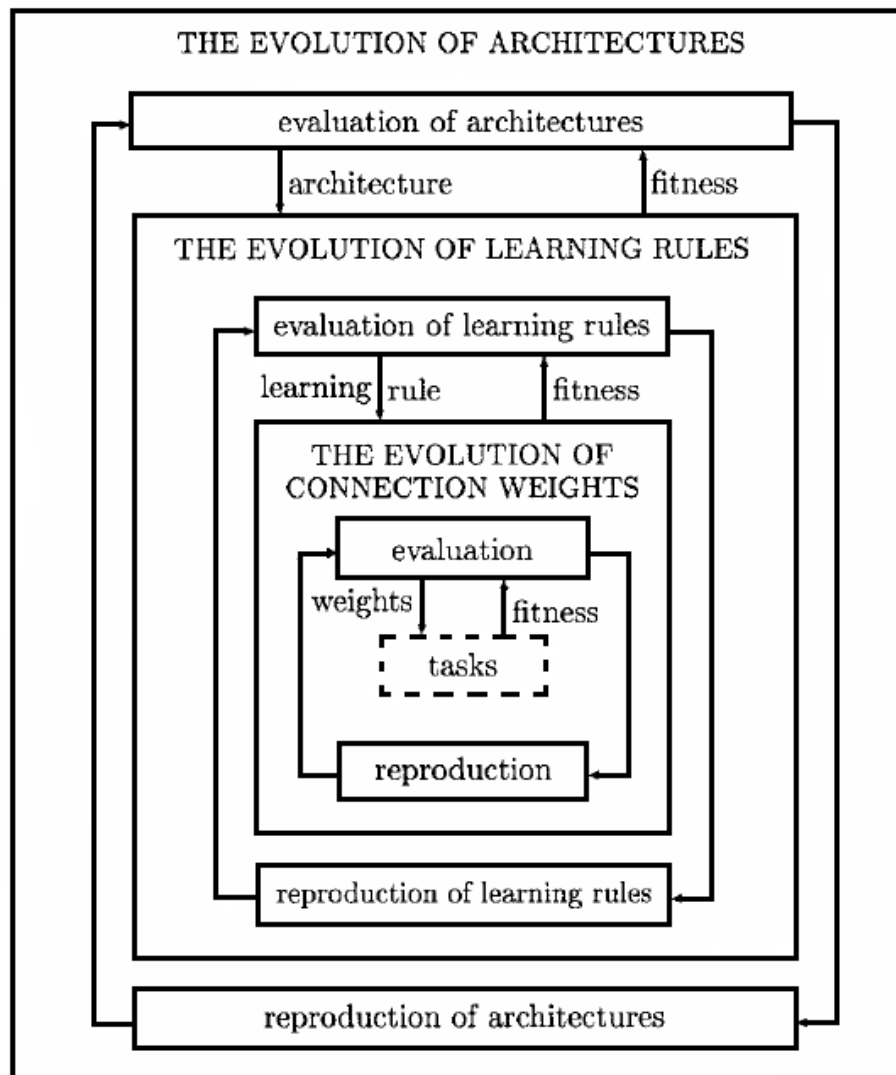 THE EVOLUTION OF ARCHITECTURES
evaluation of architectures
architecture
fitness
THE EVOLUTION OF LEARNING RULES
evaluation of learning rules
learning rule
fitness
THE EVOLUTION OF
CONNECTION WEIGHTS
evaluation
weights
fitness
tasks
reproduction
reproduction of learning rules
reproduction of architectures